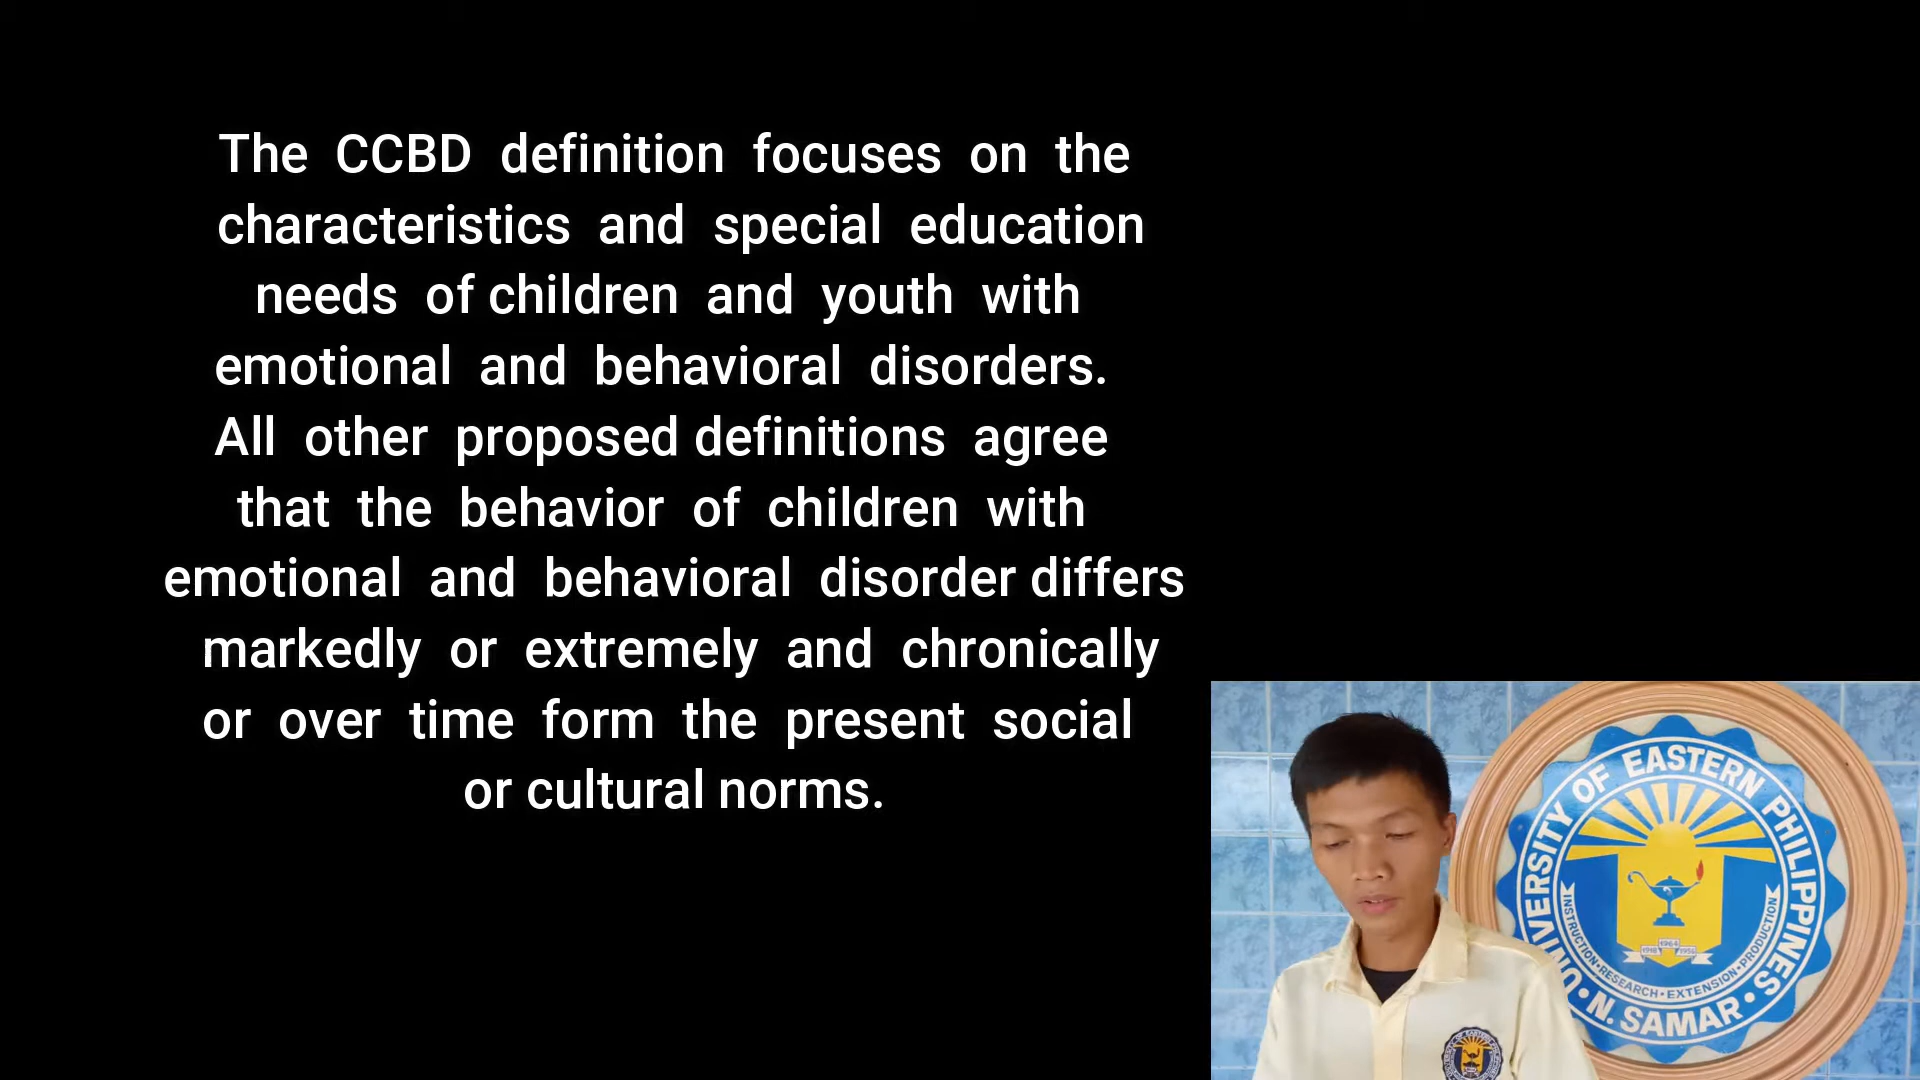 The CCBD definition focuses on the
characteristics and special education
needs of children and youth with
emotional and behavioral disorders.
All other proposed definitions agree
that the behavior of children with
emotional and behavioral disorder differs
markedly or extremely and chronically
or over time form the present social
or cultural norms.
UNIVERSITY OF EASTERN PHILIPPINES
INSTRUCTION • RESEARCH • EXTENSION • PRODUCTION
1918 1964 1956
• N. SAMAR •